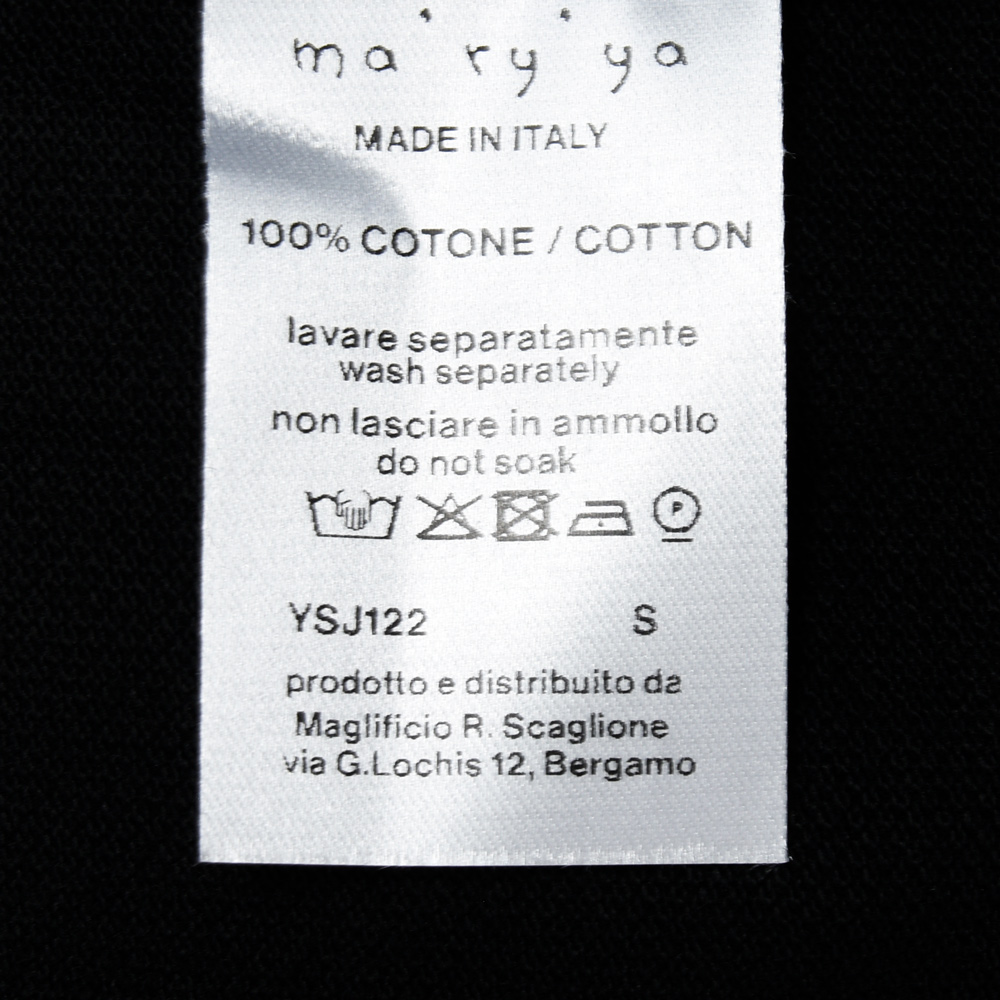 ma'ry'ya
MADE IN ITALY
100% COTONE / COTTON
lavare separatamente
wash separately
non lasciare in ammollo
do not soak
P
YSJ122 S
prodotto e distribuito da
Maglificio R. Scaglione
via G.Lochis 12, Bergamo